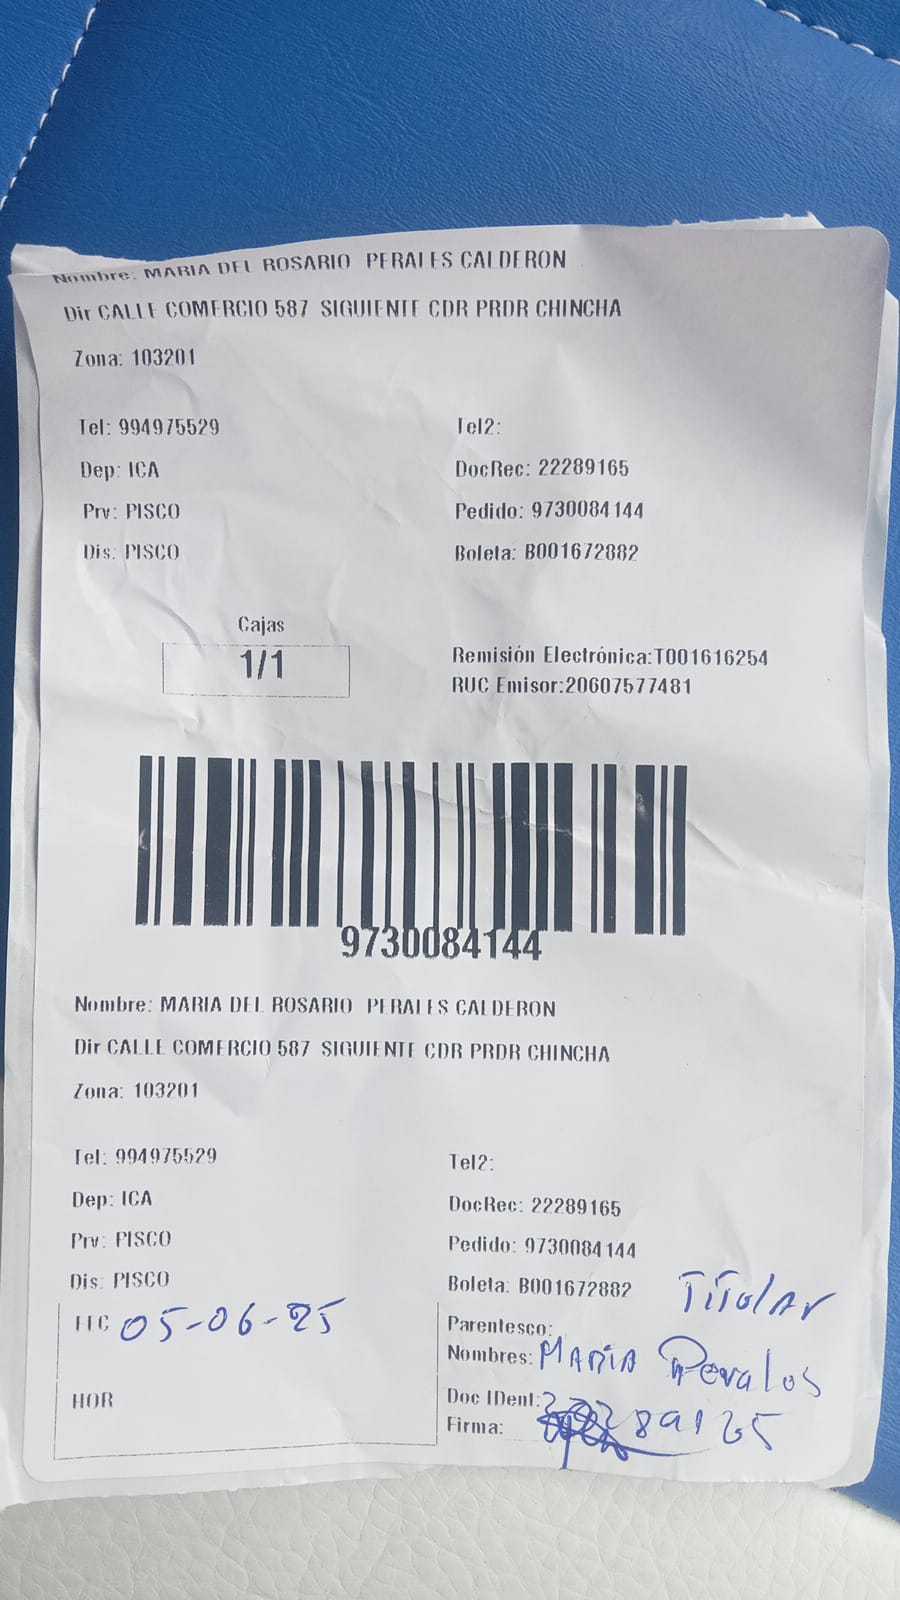 Nombre: MARIA DEL ROSARIO PERALES CALDERON
Dir CALLE COMERCIO 587 SIGUIENTE CDR PRDR CHINCHA
Zona: 103201
Tel: 994975529 Tel2:
Dep: ICA DocRec: 22289165
Prv: PISCO Pedido: 9730084144
Dis: PISCO Boleta: B001672882
Cajas
1/1
Remisión Electrónica:T001616254
RUC Emisor:20607577481
9730084144
Nombre: MARIA DEL ROSARIO PERALES CALDERON
Dir CALLE COMERCIO 587 SIGUIENTE CDR PRDR CHINCHA
Zona: 103201
Tel: 994975529 Tel2:
Dep: ICA DocRec: 22289165
Prv: PISCO Pedido: 9730084144
Dis: PISCO Boleta: B001672882
FEC 05-06-25 Parentesco: Titular
Nombres: MARIA Perales
HOR Doc IDent: 22289165
Firma: